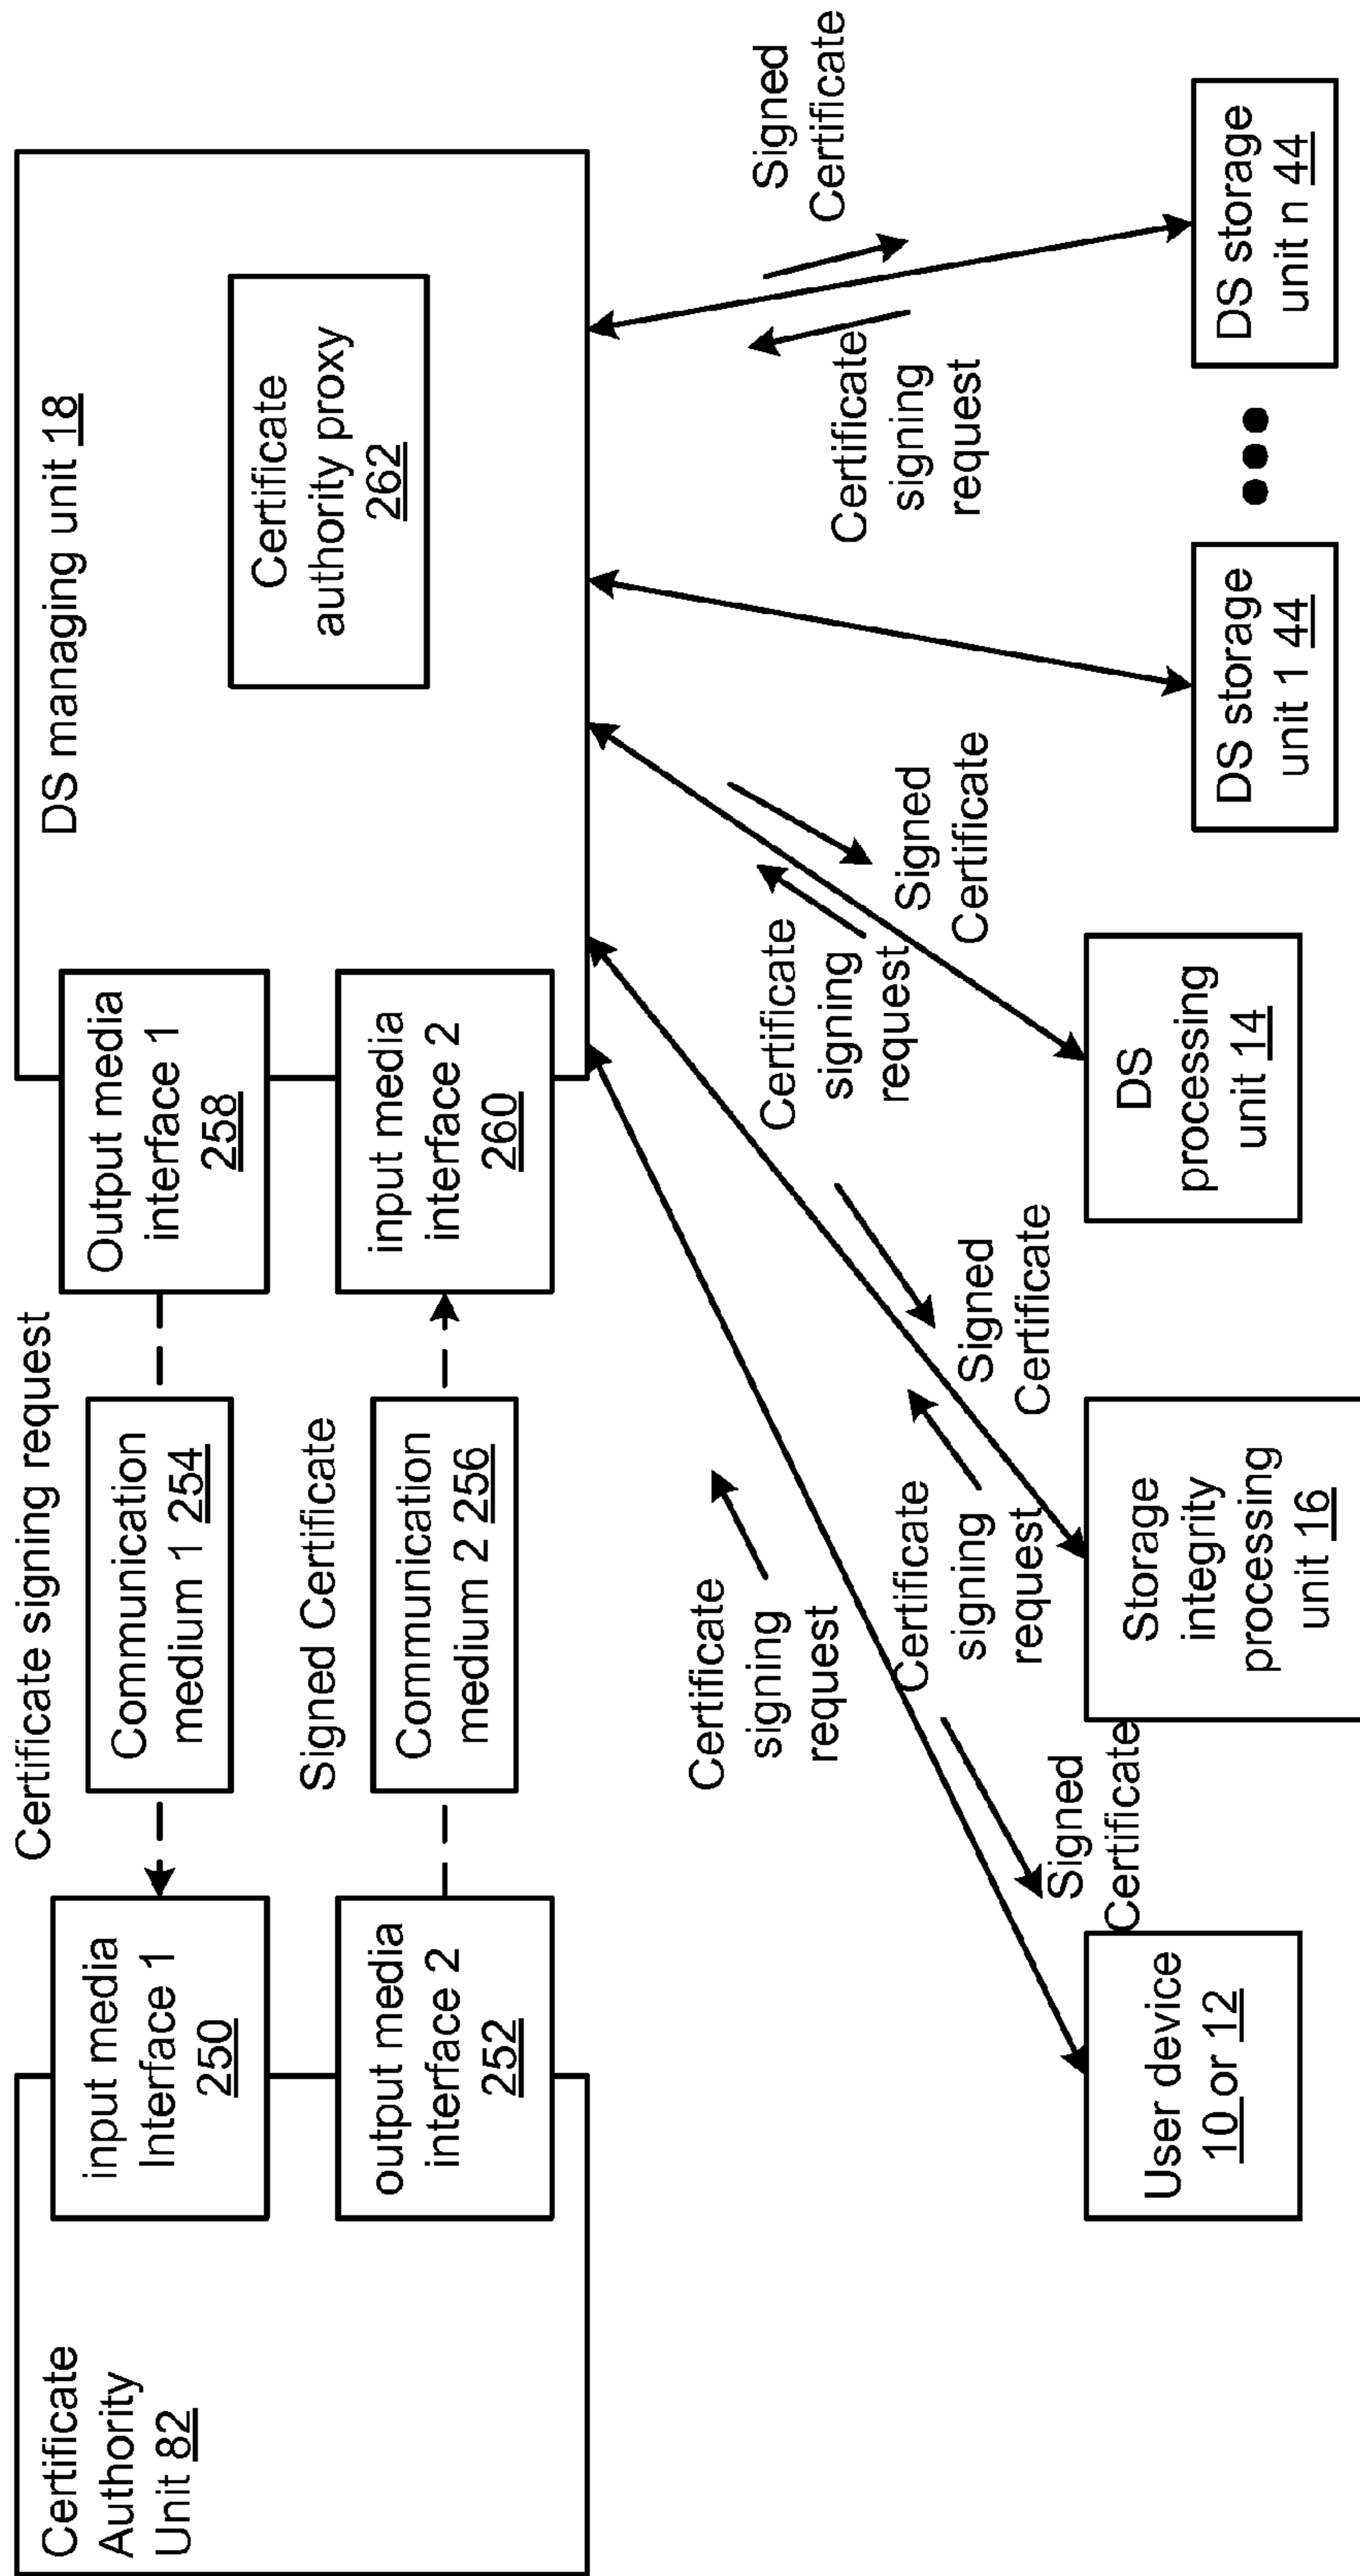 Certificate
Authority
Unit 82
input media
Interface 1
250
output media
interface 2
252
Certificate signing request
Communication
medium 1 254
Signed Certificate
Communication
medium 2 256
Output media
interface 1
258
input media
interface 2
260
DS managing unit 18
Certificate
authority proxy
262
Certificate
signing
request
Signed
Certificate
Certificate
signing
request
Signed
Certificate
Certificate
signing
request
Signed
Certificate
Certificate
signing
request
Signed
Certificate
User device
10 or 12
Storage
integrity
processing
unit 16
DS
processing
unit 14
DS storage
unit 1 44
DS storage
unit n 44